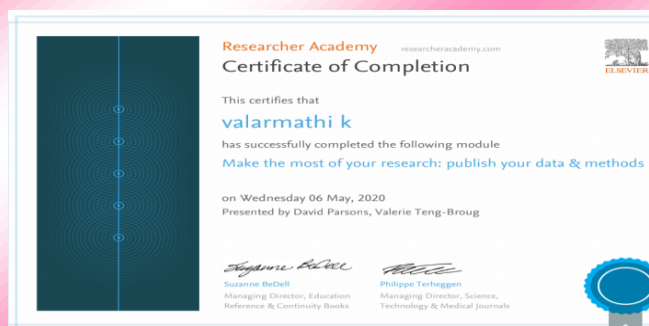 Researcher Academy researcheracademy.com
Certificate of Completion
ELSEVIER
This certifies that
valarmathi k
has successfully completed the following module
Make the most of your research: publish your data & methods
on Wednesday 06 May, 2020
Presented by David Parsons, Valerie Teng-Broug
Suzanne BeDell
Suzanne BeDell Philippe Terheggen
Managing Director, Education Managing Director, Science,
Reference & Continuity Books Technology & Medical Journals